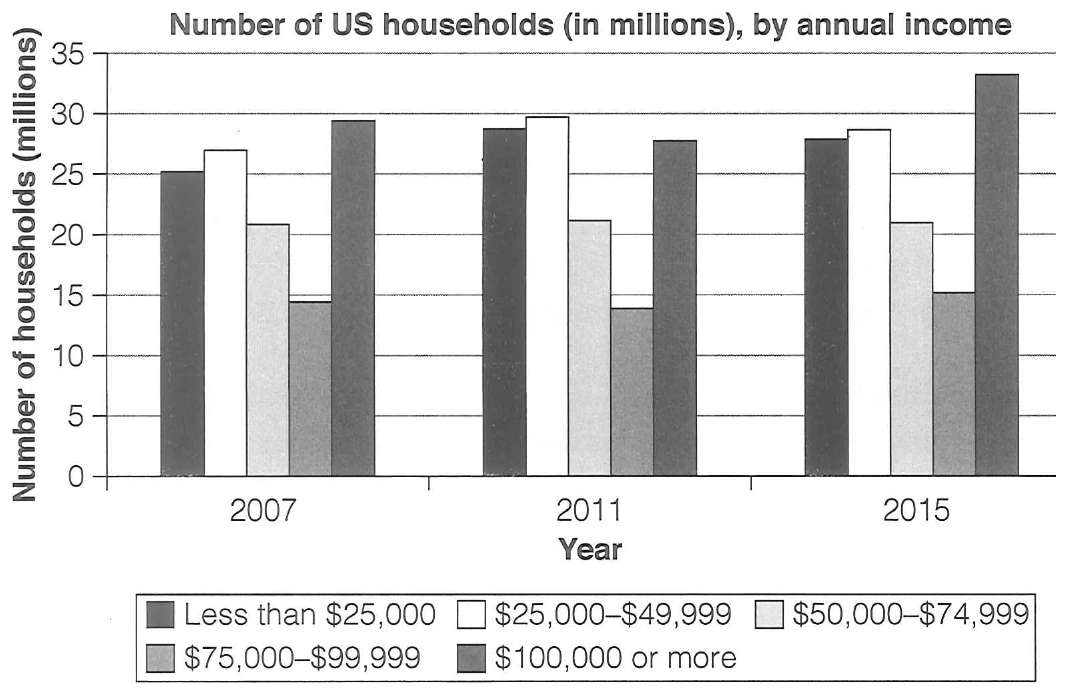 Number of US households (in millions), by annual income
Number of households (millions)
35
30
25
20
15
10
5
0
2007 2011 2015
Year
Less than $25,000 $25,000–$49,999 $50,000–$74,999
$75,000–$99,999 $100,000 or more